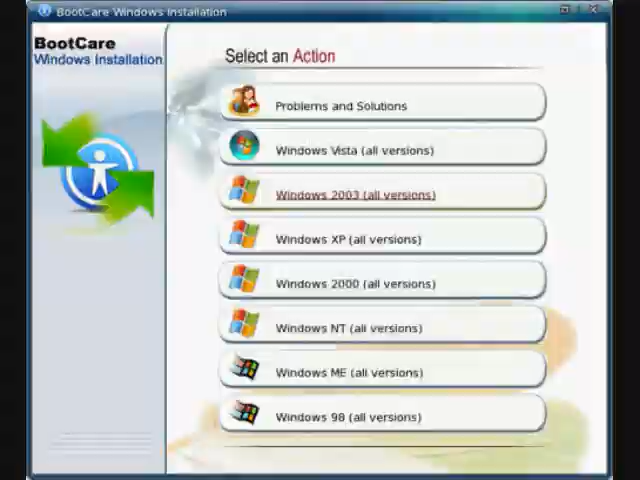 BootCare Windows Installation
BootCare
Windows Installation
Select an Action
Problems and Solutions
Windows Vista (all versions)
Windows 2003 (all versions)
Windows XP (all versions)
Windows 2000 (all versions)
Windows NT (all versions)
Windows ME (all versions)
Windows 98 (all versions)